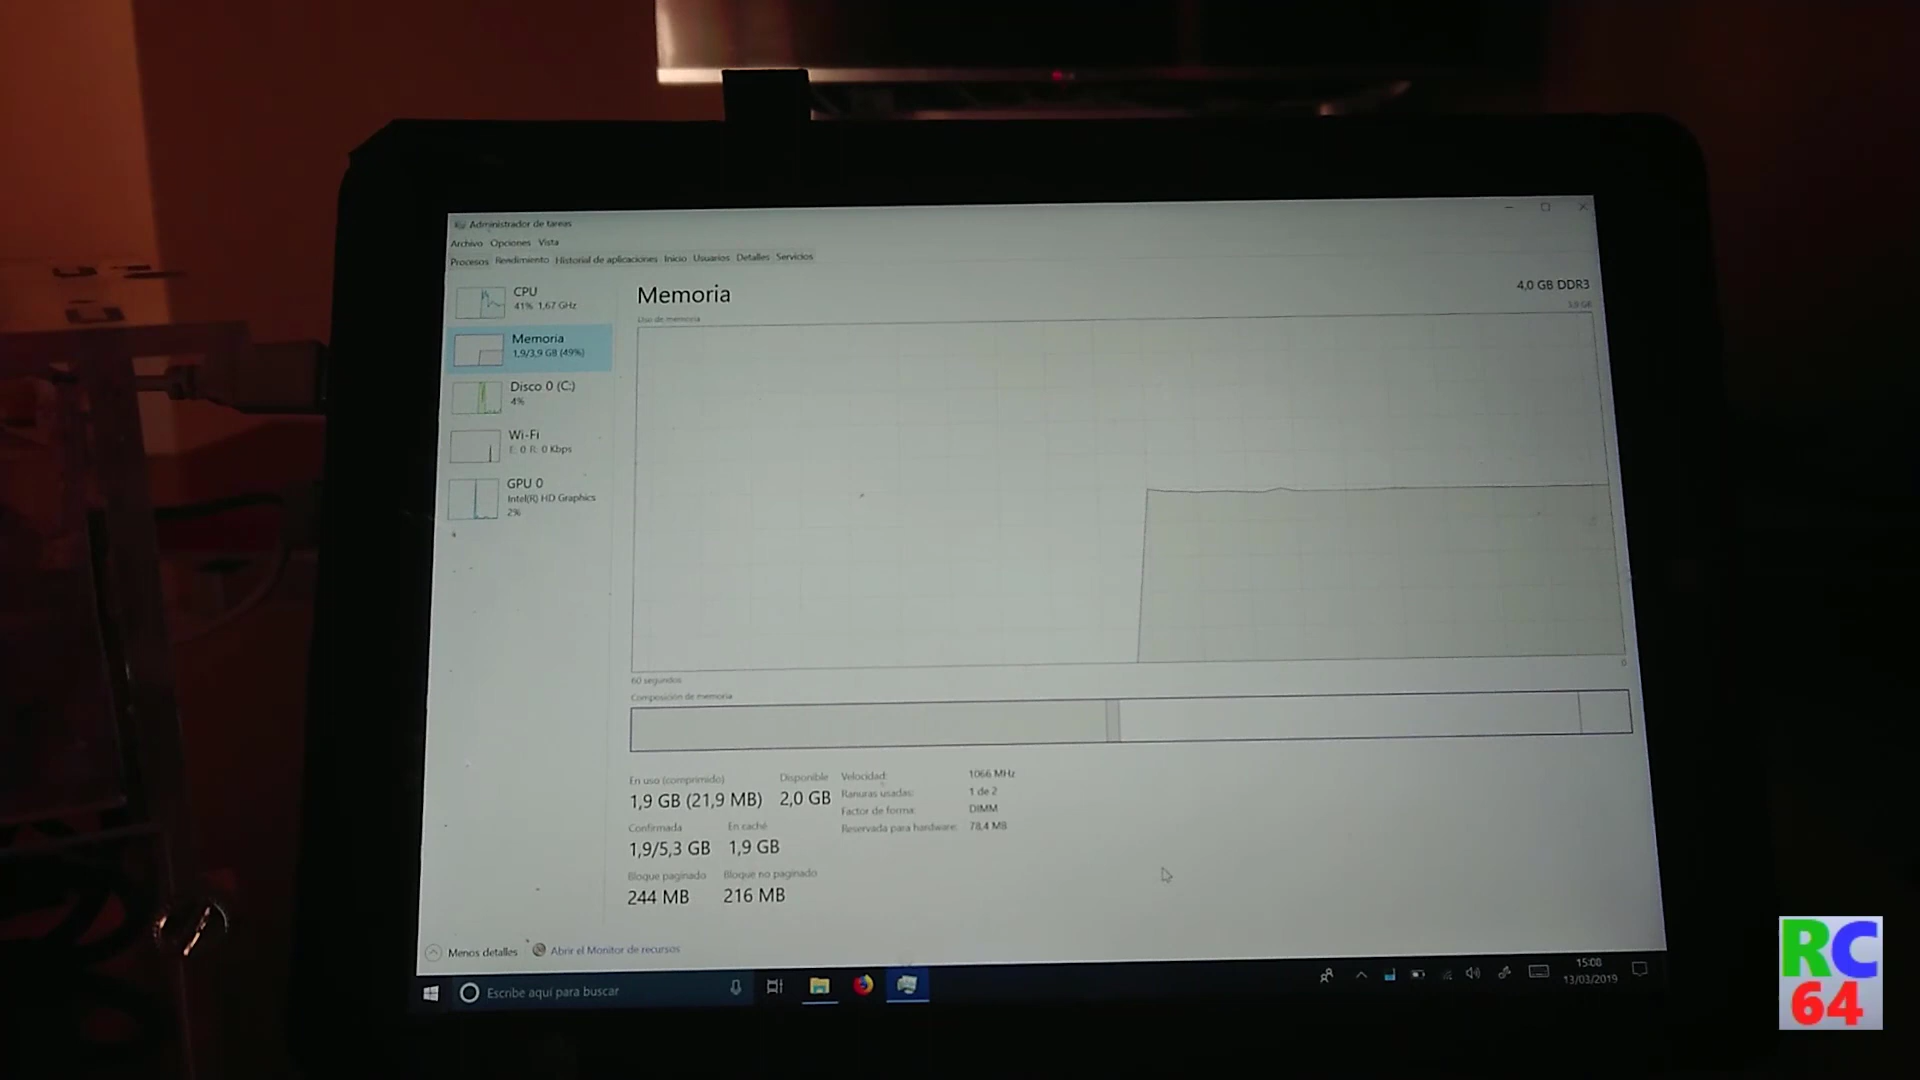 Administrador de tareas
Archivo Opciones Vista
Procesos Rendimiento Historial de aplicaciones Inicio Usuarios Detalles Servicios
CPU
41% 1,67 GHz
Memoria
1,9/3,9 GB (49%)
Disco 0 (C:)
4%
Wi-Fi
E: 0 R: 0 Kbps
GPU 0
Intel(R) HD Graphics
2%
Memoria
4,0 GB DDR3
Uso de memoria
3,9 GB
60 segundos
0
Composición de memoria
En uso (comprimido)
1,9 GB (21,9 MB)
Disponible
2,0 GB
Confirmada
1,9/5,3 GB
En caché
1,9 GB
Bloque paginado
244 MB
Bloque no paginado
216 MB
Velocidad: 1066 MHz
Ranuras usadas: 1 de 2
Factor de forma: DIMM
Reservada para hardware: 78,4 MB
Menos detalles
Abrir el Monitor de recursos
Escribe aquí para buscar
15:08
13/03/2019
RC
64